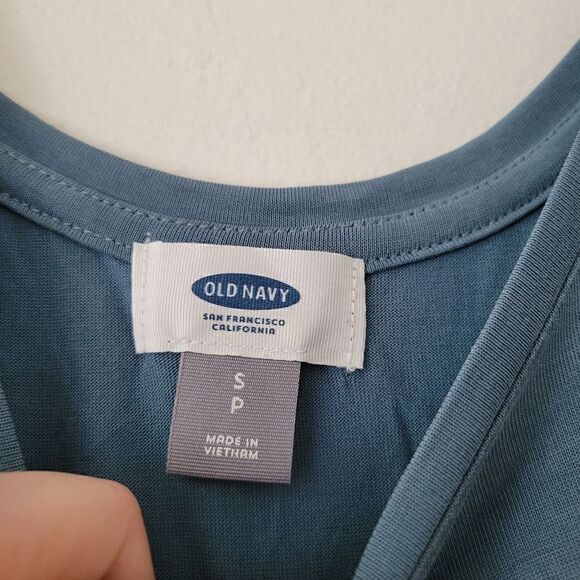 OLD NAVY
SAN FRANCISCO
CALIFORNIA
S
P
MADE IN
VIETNAM